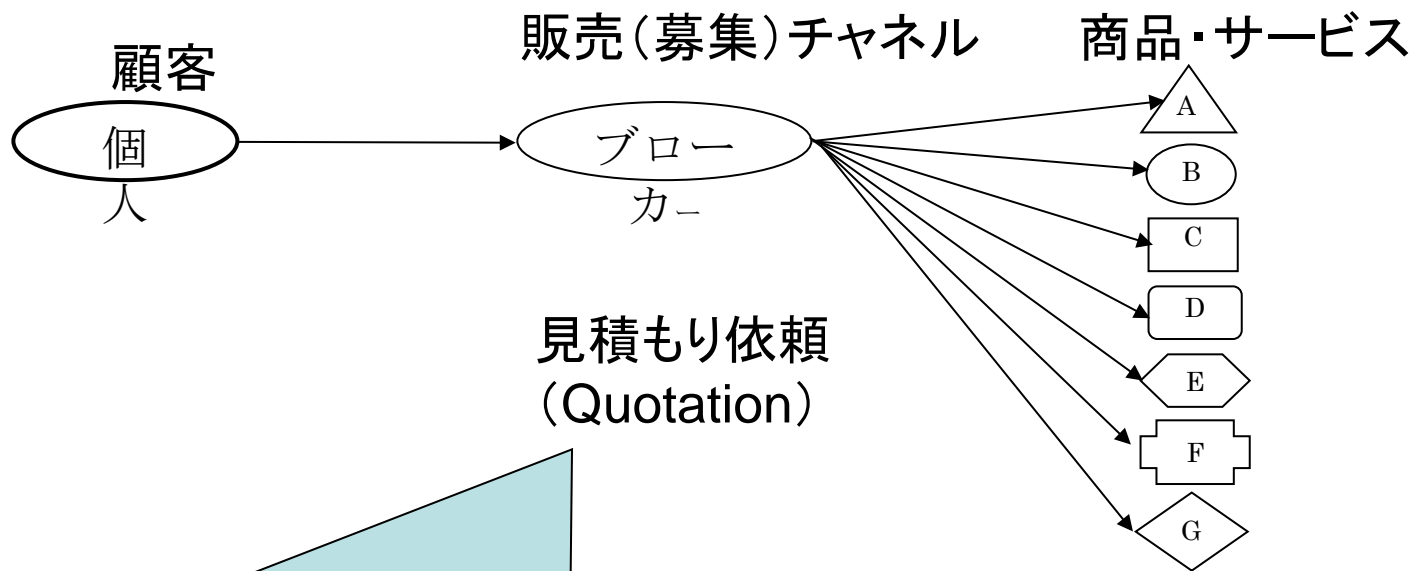 顧客
販売（募集）チャネル
商品・サービス
個
人
ブロー
カー
A
B
C
D
E
F
G
見積もり依頼
（Quotation）